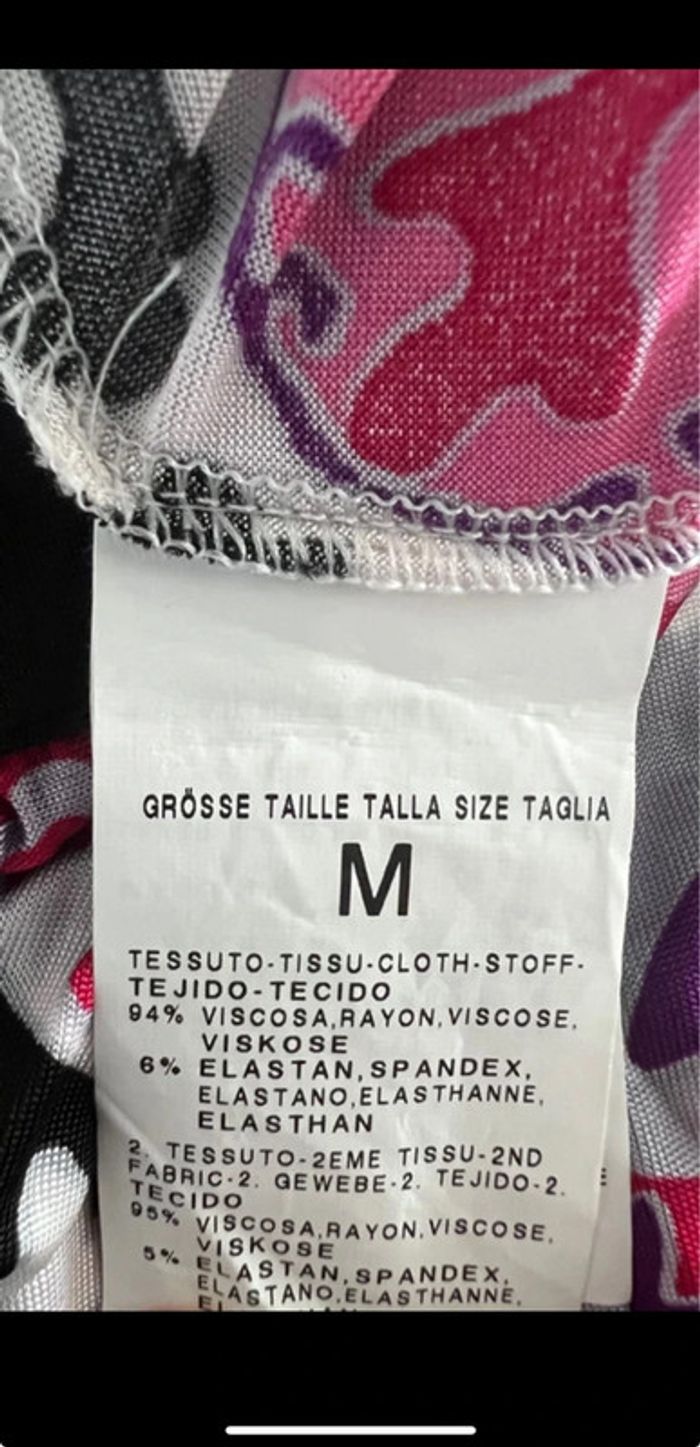 GRÖSSE TAILLE TALLA SIZE TAGLIA
M
TESSUTO-TISSU-CLOTH-STOFF-
TEJIDO-TECIDO
94% VISCOSA,RAYON,VISCOSE,
VISKOSE
6% ELASTAN,SPANDEX,
ELASTANO,ELASTHANNE,
ELASTHAN
2. TESSUTO-2EME TISSU-2ND
FABRIC-2. GEWEBE-2. TEJIDO-2.
TECIDO
95% VISCOSA,RAYON,VISCOSE,
VISKOSE
5% ELASTAN,SPANDEX,
ELASTANO,ELASTHANNE,